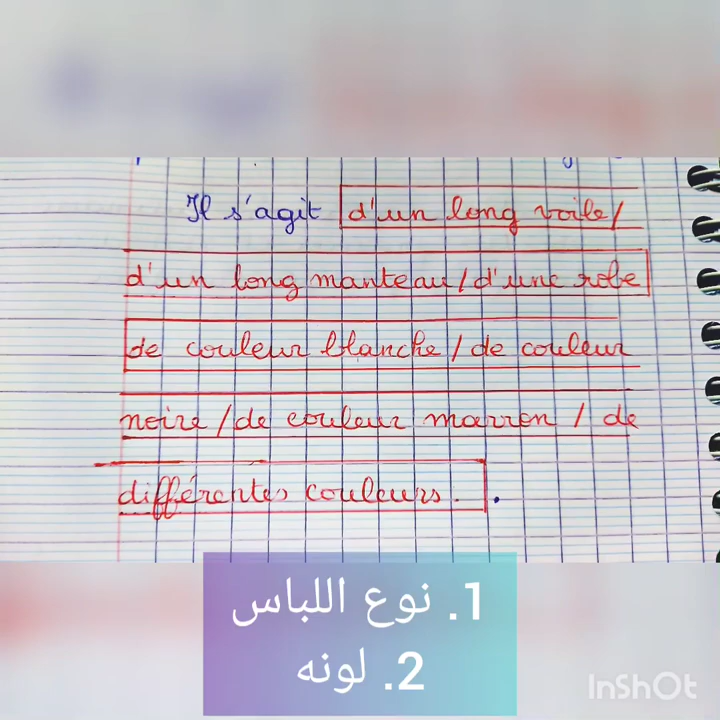 Il s'agit d'un long voile/
d'un long manteau/d'une robe
de couleur blanche/de couleur
noire/de couleur marron/de
différentes couleurs. .
1. نوع اللباس
2. لونه
InShOt